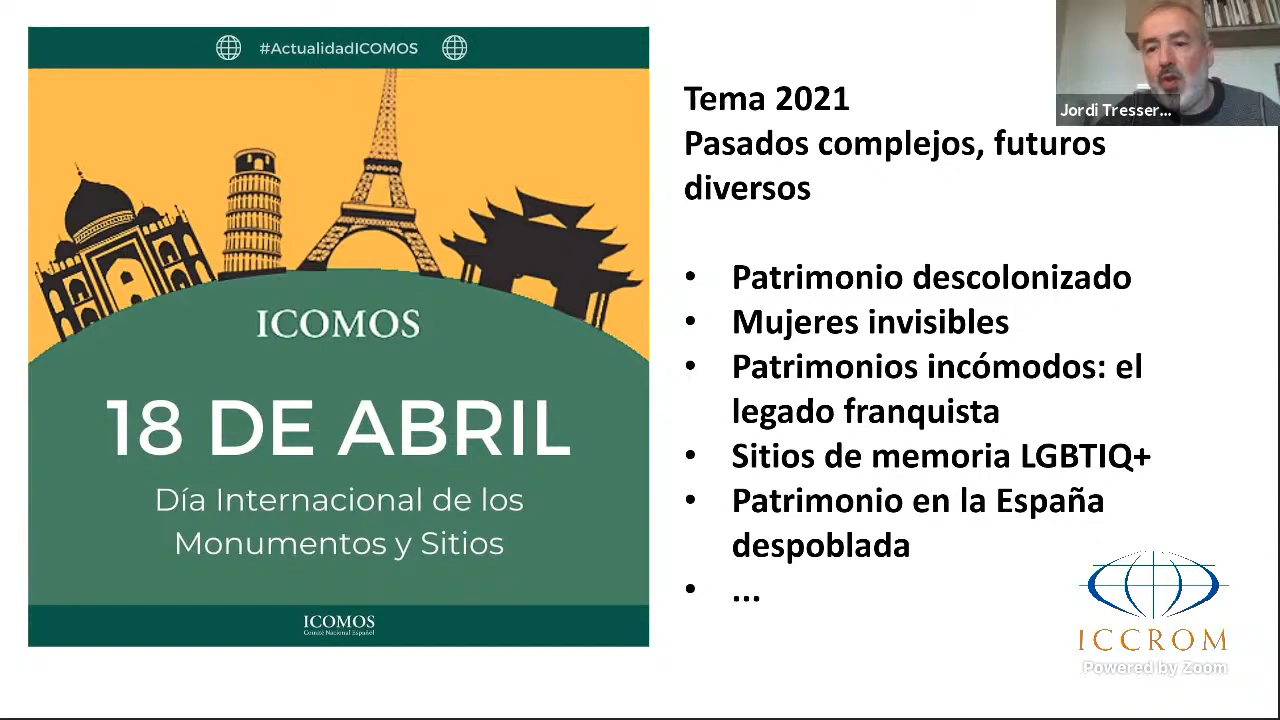 #ActualidadICOMOS
ICOMOS
18 DE ABRIL
Día Internacional de los
Monumentos y Sitios
ICOMOS
Comité Nacional Español
Tema 2021
Pasados complejos, futuros
diversos
• Patrimonio descolonizado
• Mujeres invisibles
• Patrimonios incómodos: el
legado franquista
• Sitios de memoria LGBTIQ+
• Patrimonio en la España
despoblada
• ...
Jordi Tresser...
ICCROM
Powered by Zoom